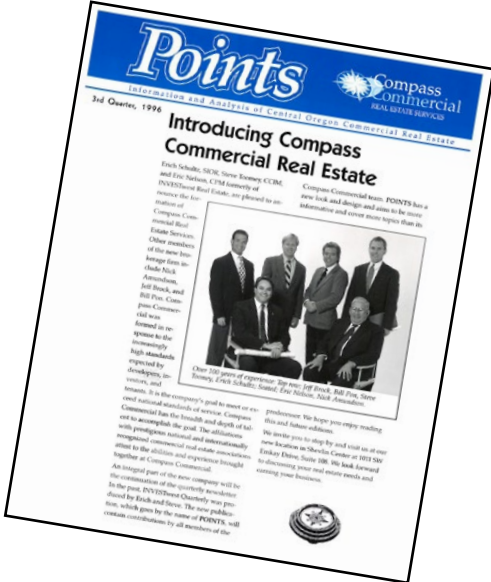 Points
Compass
Commercial
REAL ESTATE SERVICES
Information and Analysis of Central Oregon Commercial Real Estate
3rd Quarter, 1996
Introducing Compass
Commercial Real Estate
Erich Schultz, SIOR, Steve Toomey, CCIM,
and Eric Nelson, CPM formerly of
INVESTwest Real Estate, are pleased to an-
nounce the for-
mation of
Compass Com-
mercial Real
Estate Services.
Other members
of the new bro-
kerage firm in-
clude Nick
Amundson,
Jeff Brock, and
Bill Pon. Com-
pass Commer-
cial was
formed in re-
sponse to the
increasingly
high standards
expected by
developers, in-
vestors, and
tenants. It is the company's goal to meet or ex-
ceed national standards of service. Compass
Commercial has the breadth and depth of tal-
ent to accomplish the goal. The affiliations
with prestigious national and internationally
recognized commercial real estate associations
attest to the abilities and experience brought
together at Compass Commercial.
An integral part of the new company will be
the continuation of the quarterly newsletter.
In the past, INVESTwest Quarterly was pro-
duced by Erich and Steve. The new publica-
tion, which goes by the name of POINTS, will
contain contributions by all members of the
Compass Commercial team. POINTS has a
new look and design and aims to be more
informative and cover more topics than its
Over 100 years of experience: Top row: Jeff Brock, Bill Pon, Steve
Toomey, Erich Schultz; Seated: Eric Nelson, Nick Amundson.
predecessor. We hope you enjoy reading
this and future editions.
We invite you to stop by and visit us at our
new location in Shevlin Center at 1051 SW
Emkay Drive, Suite 100. We look forward
to discussing your real estate needs and
earning your business.